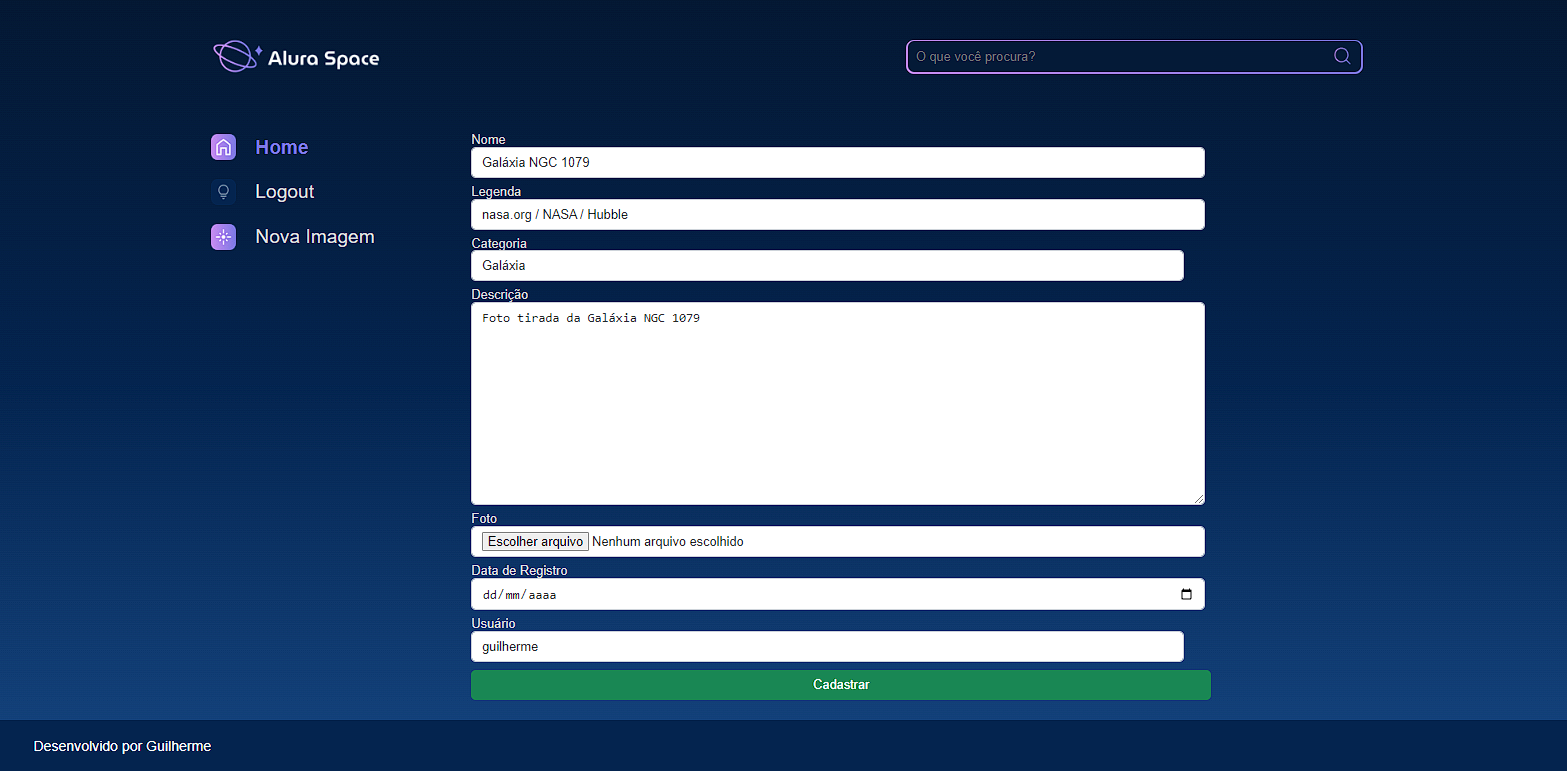 Alura Space
O que você procura?
Home
Logout
Nova Imagem
Nome
Galáxia NGC 1079
Legenda
nasa.org / NASA / Hubble
Categoria
Galáxia
Descrição
Foto tirada da Galáxia NGC 1079
Foto
Escolher arquivo Nenhum arquivo escolhido
Data de Registro
dd/mm/aaaa
Usuário
guilherme
Cadastrar
Desenvolvido por Guilherme